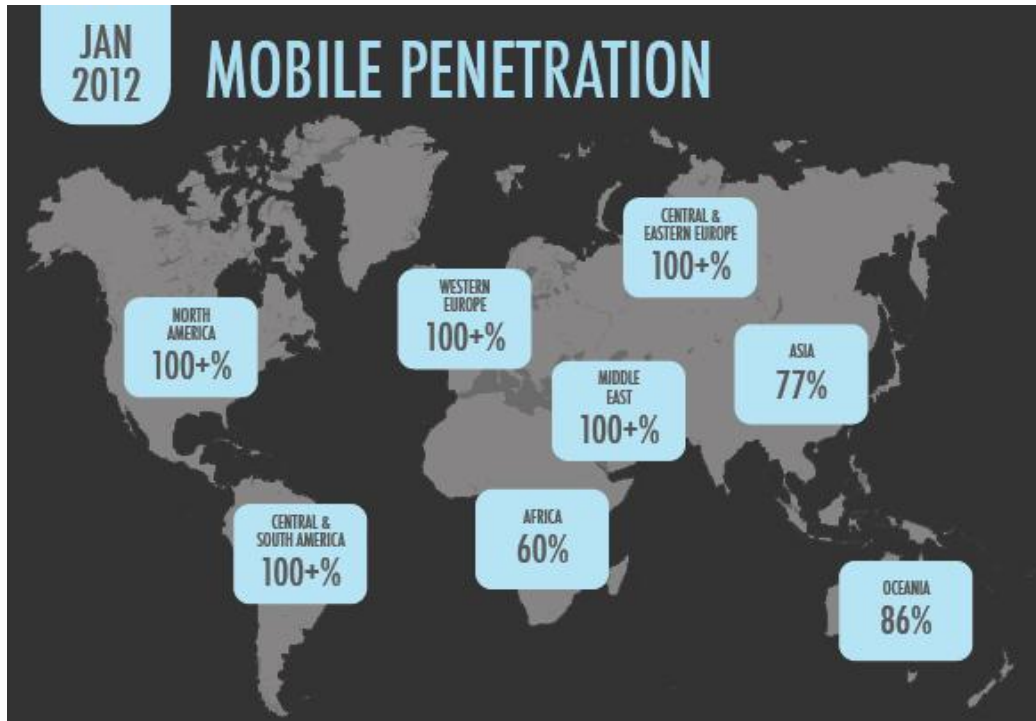 JAN
2012
MOBILE PENETRATION
CENTRAL &
EASTERN EUROPE
100+%
WESTERN
EUROPE
100+%
NORTH
AMERICA
100+%
ASIA
77%
MIDDLE
EAST
100+%
AFRICA
60%
CENTRAL &
SOUTH AMERICA
100+%
OCEANIA
86%